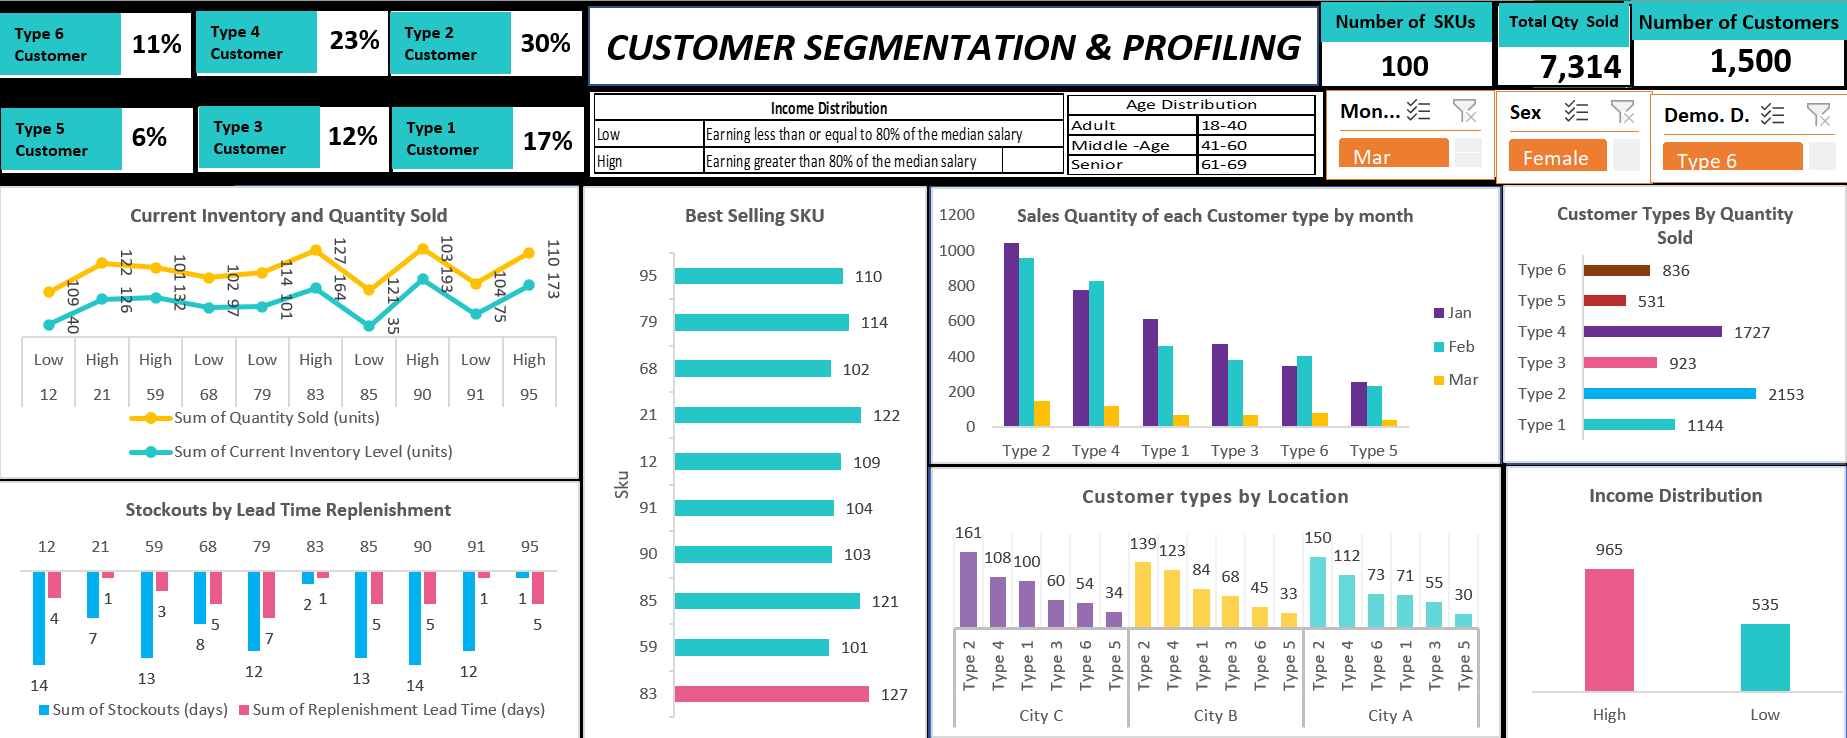 Type 6
Customer
11%
Type 4
Customer
23%
Type 2
Customer
30%
CUSTOMER SEGMENTATION & PROFILING
Number of SKUs
100
Total Qty Sold
7,314
Number of Customers
1,500
Type 5
Customer
6%
Type 3
Customer
12%
Type 1
Customer
17%
Income Distribution
Low Earning less than or equal to 80% of the median salary
Hign Earning greater than 80% of the median salary
Age Distribution
Adult 18-40
Middle -Age 41-60
Senior 61-69
Mon...
Mar
Sex
Female
Demo. D.
Type 6
Current Inventory and Quantity Sold
109 122 101 102 114 127 121 103 104 110
40 126 132 97 101 164 35 193 75 173
Low High High Low Low High Low High Low High
12 21 59 68 79 83 85 90 91 95
Sum of Quantity Sold (units)
Sum of Current Inventory Level (units)
Stockouts by Lead Time Replenishment
12 21 59 68 79 83 85 90 91 95
14 7 13 8 12 2 13 14 12 1
4 1 3 5 7 1 5 5 1 5
Sum of Stockouts (days) Sum of Replenishment Lead Time (days)
Best Selling SKU
Sku
95 110
79 114
68 102
21 122
12 109
91 104
90 103
85 121
59 101
83 127
Sales Quantity of each Customer type by month
1200
1000
800
600
400
200
0
Type 2 Type 4 Type 1 Type 3 Type 6 Type 5
Jan
Feb
Mar
Customer Types By Quantity
Sold
Type 6 836
Type 5 531
Type 4 1727
Type 3 923
Type 2 2153
Type 1 1144
Customer types by Location
161 108 100 60 54 34 139 123 84 68 45 33 150 112 73 71 55 30
Type 2 Type 4 Type 1 Type 3 Type 6 Type 5 Type 2 Type 4 Type 1 Type 3 Type 6 Type 5 Type 2 Type 4 Type 6 Type 1 Type 3 Type 5
City C City B City A
Income Distribution
965
535
High Low